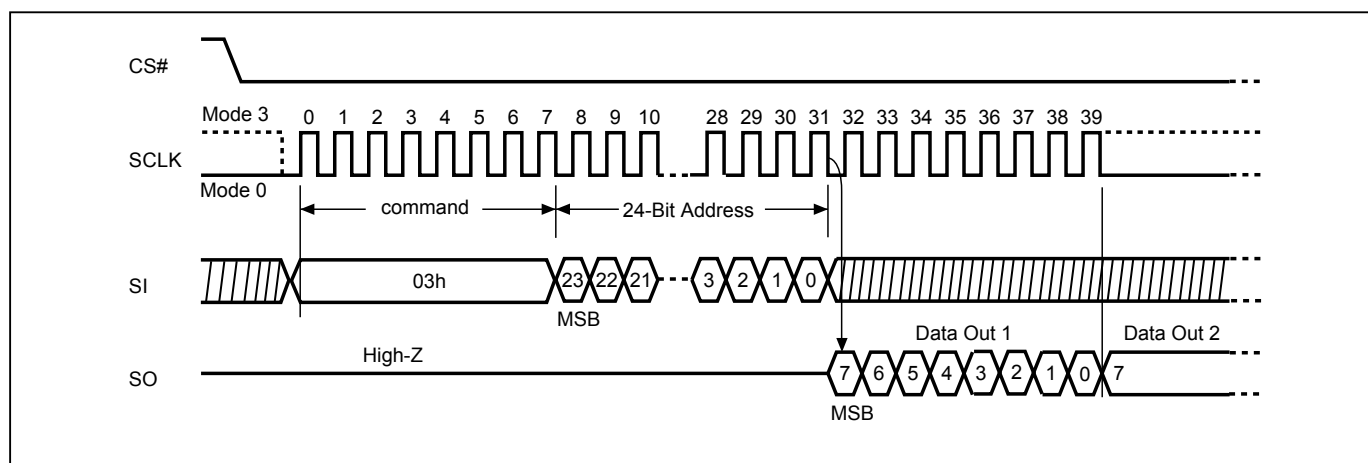 CS#
Mode 3
0 1 2 3 4 5 6 7 8 9 10 28 29 30 31 32 33 34 35 36 37 38 39
SCLK
Mode 0
command
24-Bit Address
SI
03h
23 22 21 3 2 1 0
MSB
Data Out 1
Data Out 2
High-Z
SO
7 6 5 4 3 2 1 0 7
MSB